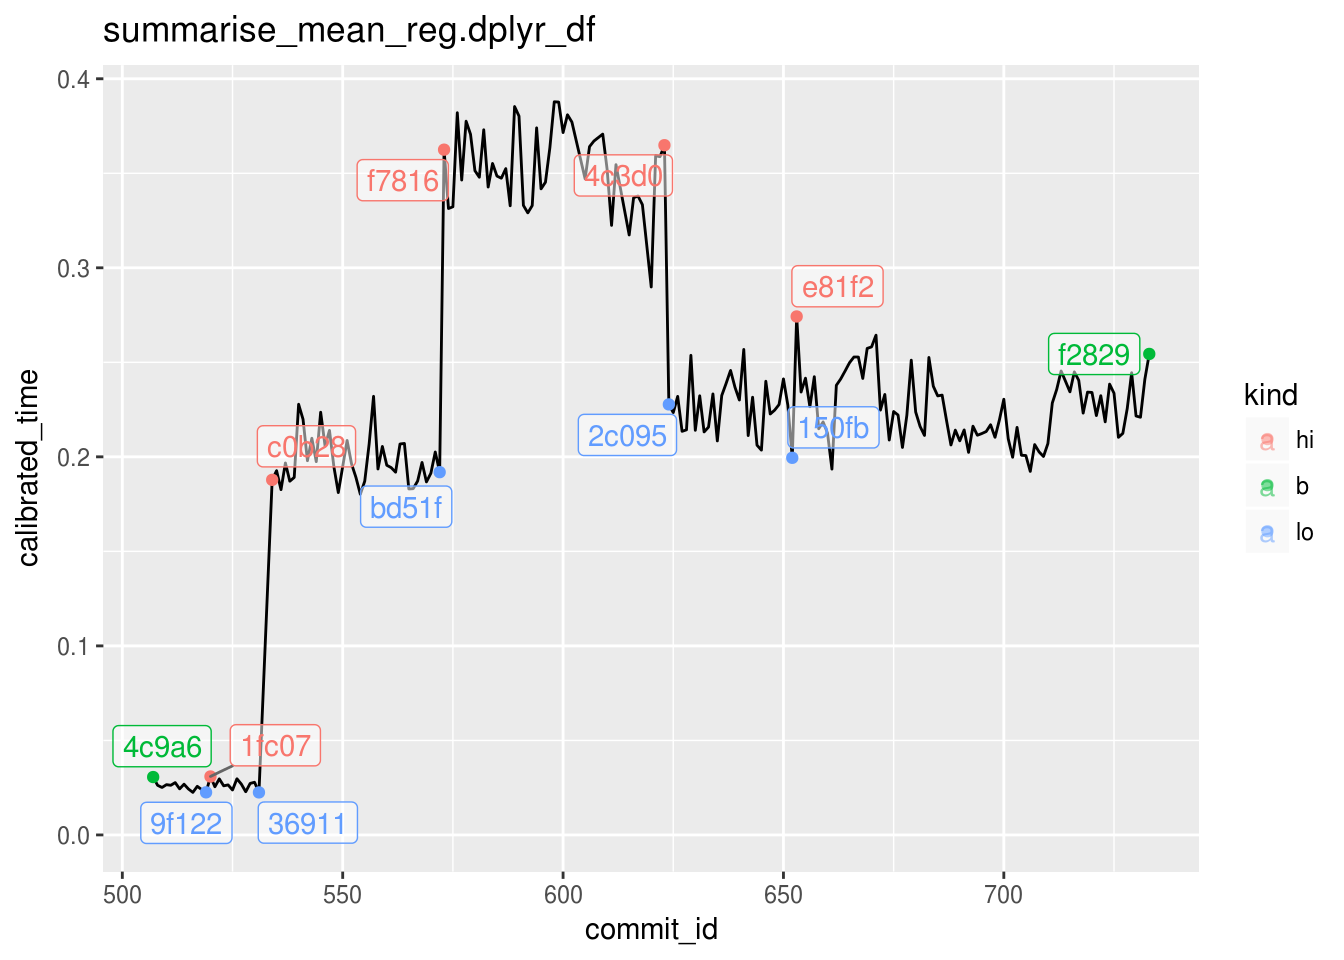 summarise_mean_reg.dplyr_df
0.4
0.3
0.2
0.1
0.0
calibrated_time
f7816
4c3d0
e81f2
f2829
c0b28
2c095
150fb
bd51f
4c9a6
1fc07
9f122
36911
500
550
600
650
700
commit_id
kind
a hi
a b
a lo